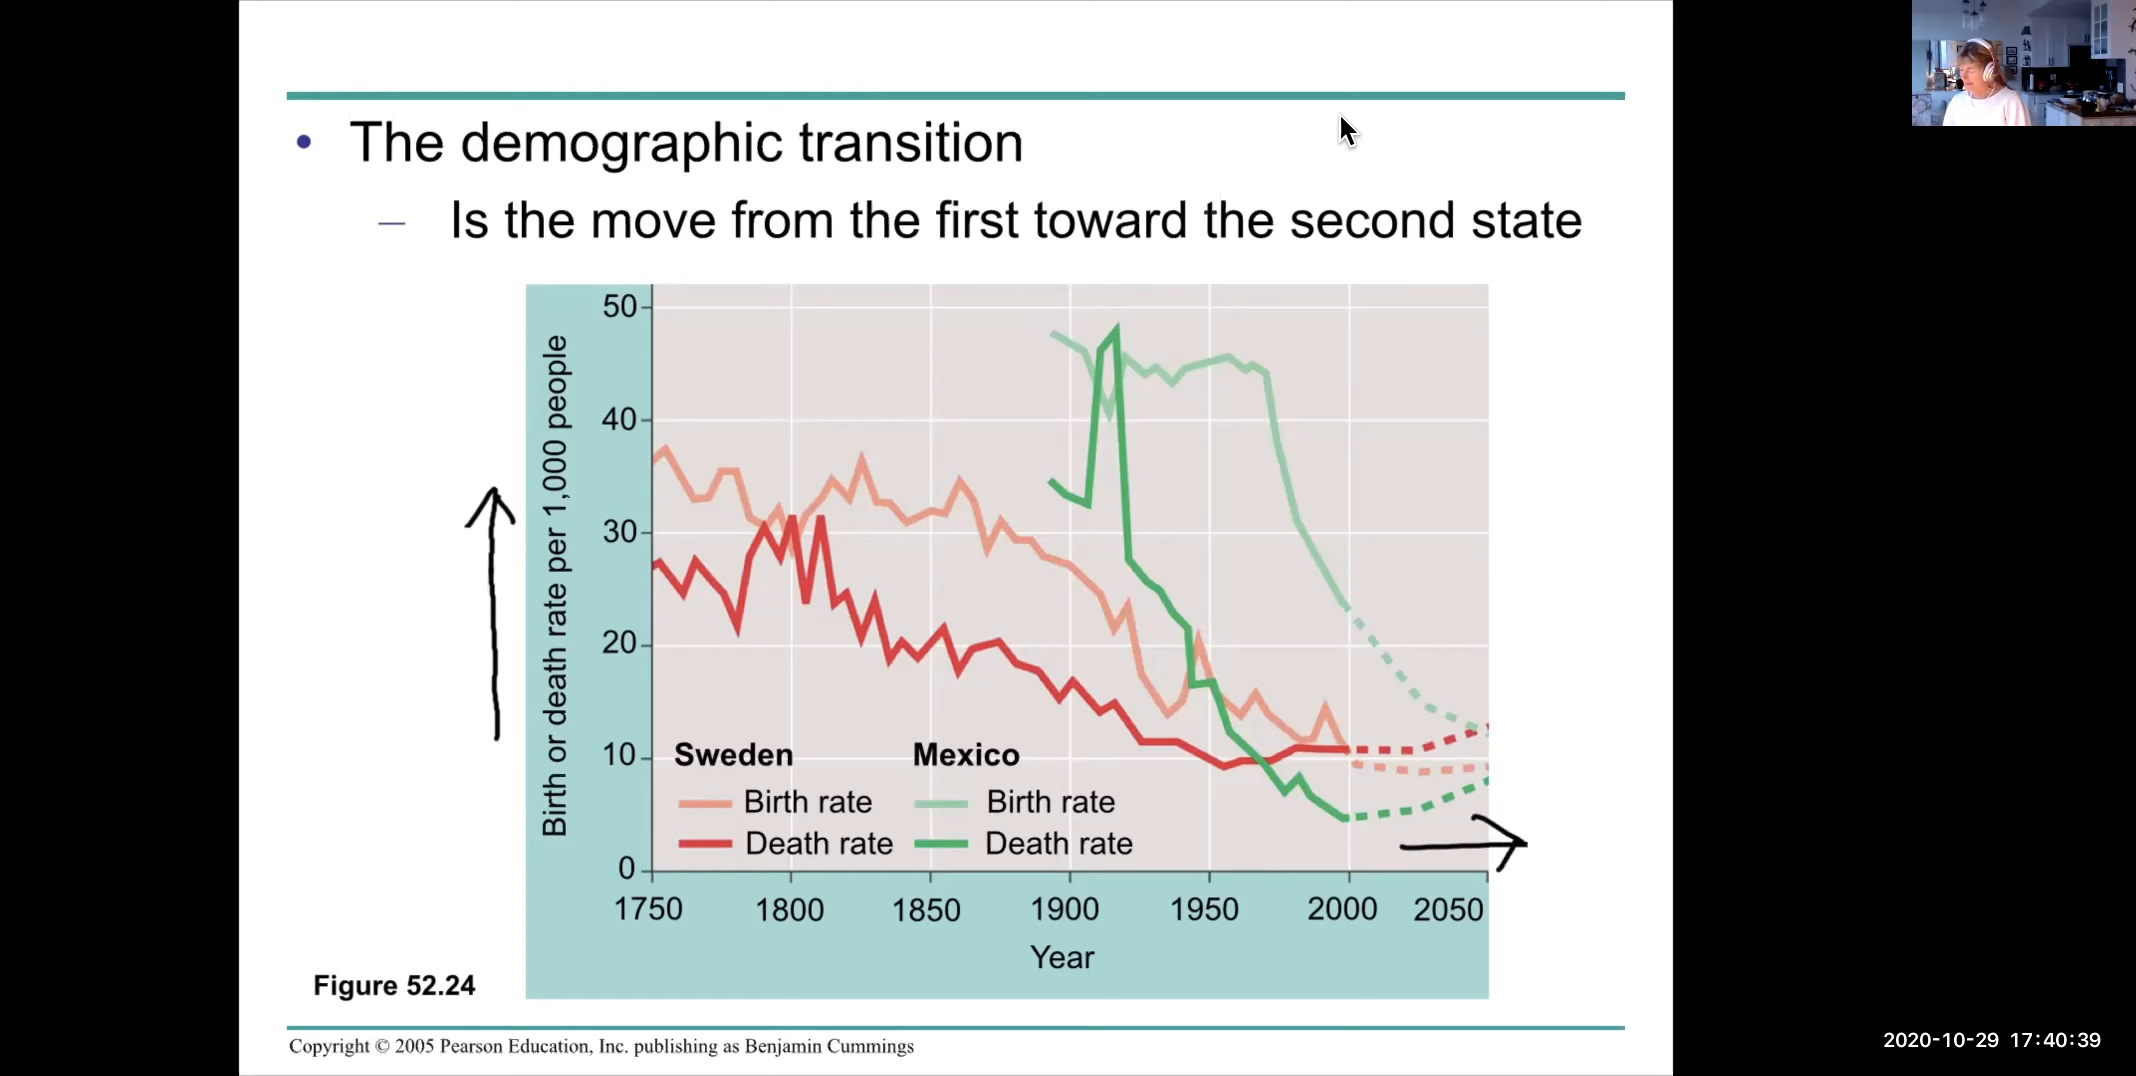 • The demographic transition
– Is the move from the first toward the second state
Birth or death rate per 1,000 people
50
40
30
20
10
0
Sweden
Birth rate
Death rate
Mexico
Birth rate
Death rate
1750 1800 1850 1900 1950 2000 2050
Year
Figure 52.24
Copyright © 2005 Pearson Education, Inc. publishing as Benjamin Cummings
2020-10-29 17:40:39